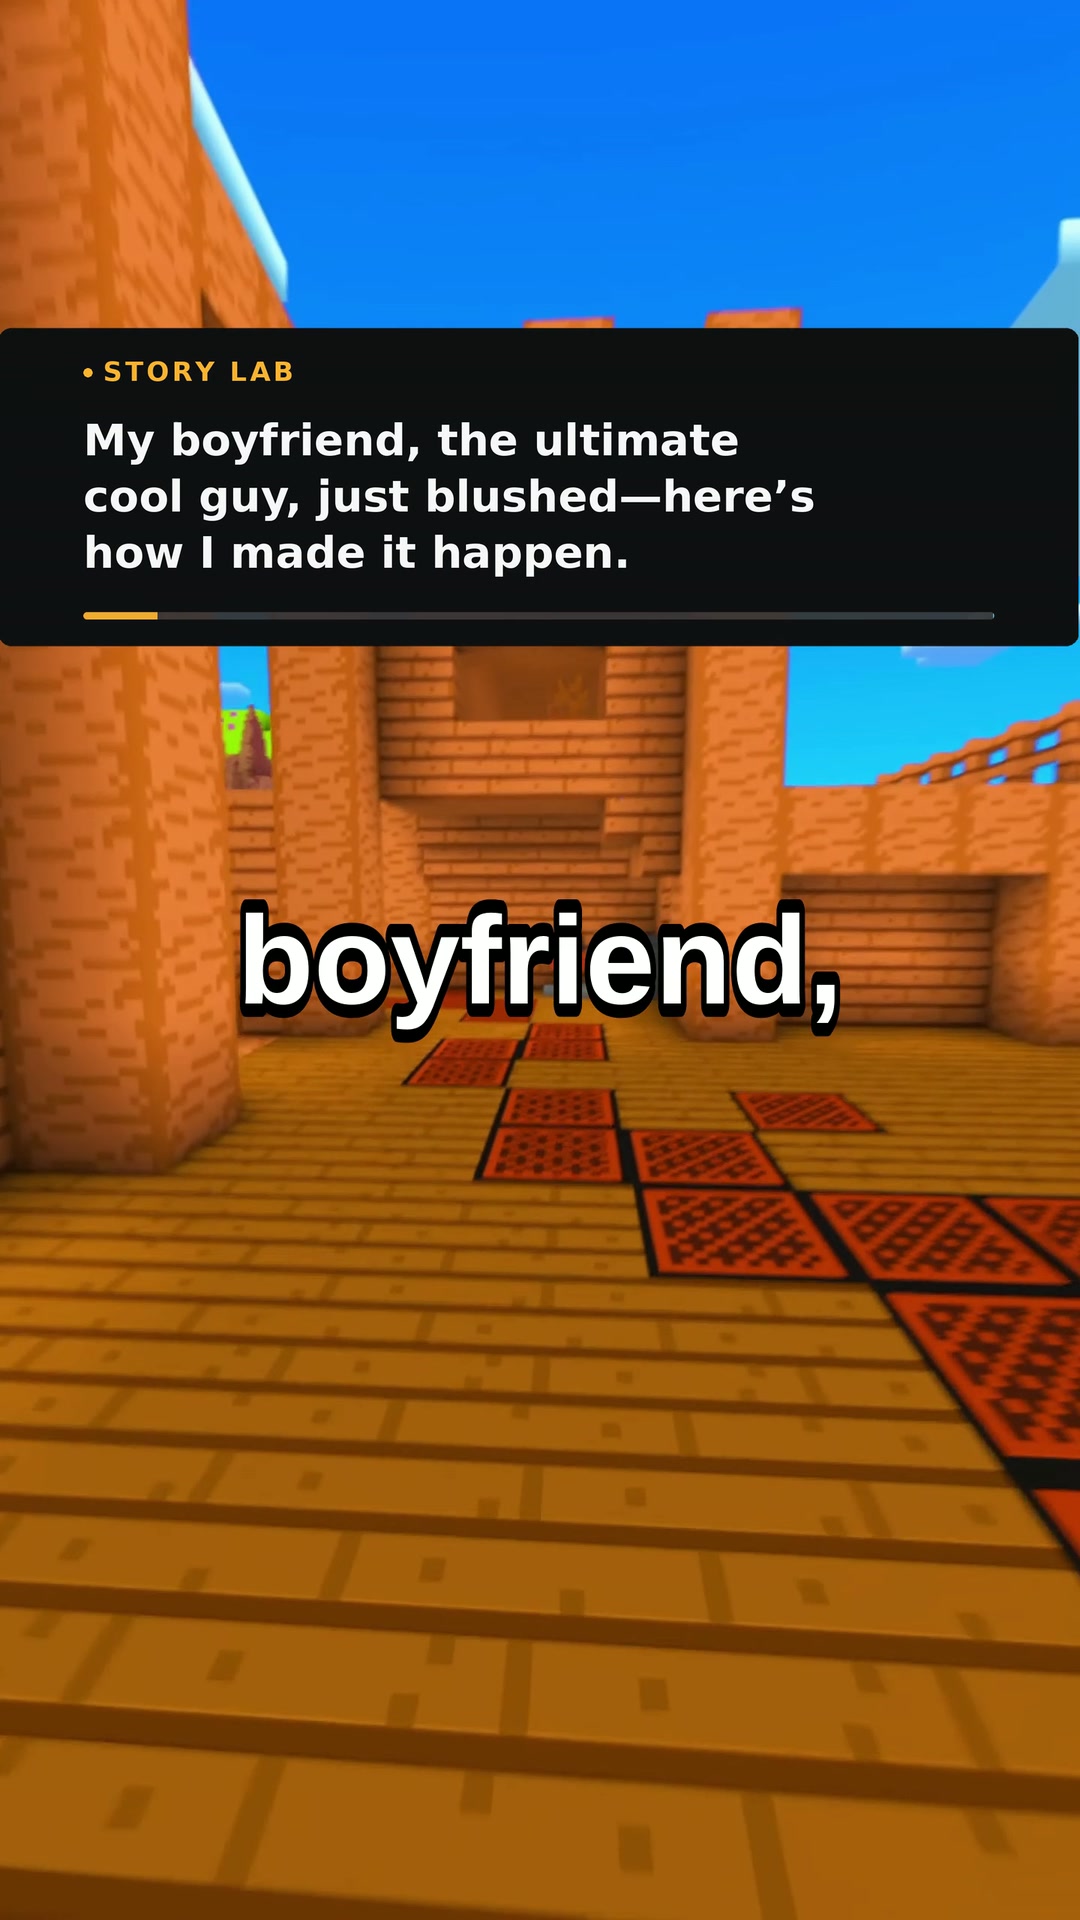 • STORY LAB
My boyfriend, the ultimate
cool guy, just blushed—here’s
how I made it happen.
boyfriend,